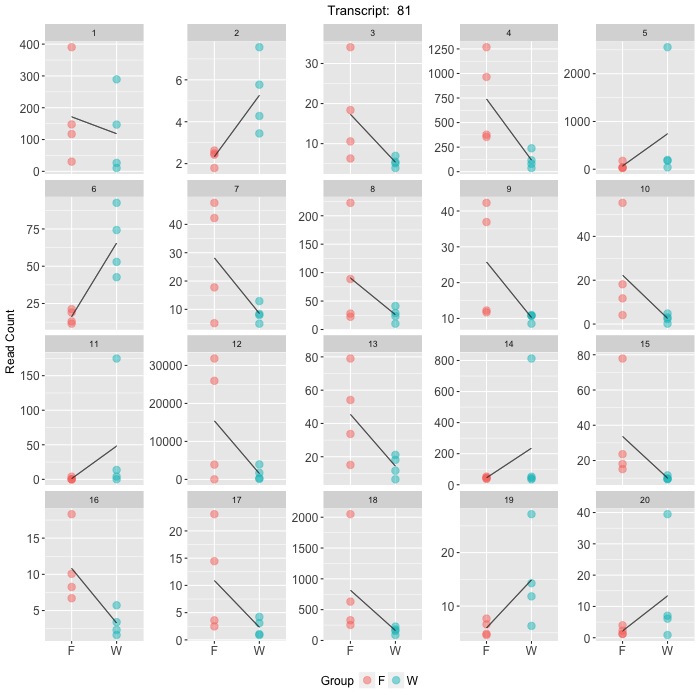 Transcript:  81
1 2 3 4 5
400 300 200 100 0
6 4 2
30 20 10
1250 1000 750 500 250 0
2000 1000 0
6 7 8 9 10
75 50 25
40 30 20 10
200 150 100 50 0
40 30 20 10
40 20 0
Read Count
11 12 13 14 15
150 100 50 0
30000 20000 10000 0
80 60 40 20
800 600 400 200 0
80 60 40 20
16 17 18 19 20
15 10 5
20 15 10 5 0
2000 1500 1000 500 0
20 10
40 30 20 10 0
F W F W F W F W F W
Group F W